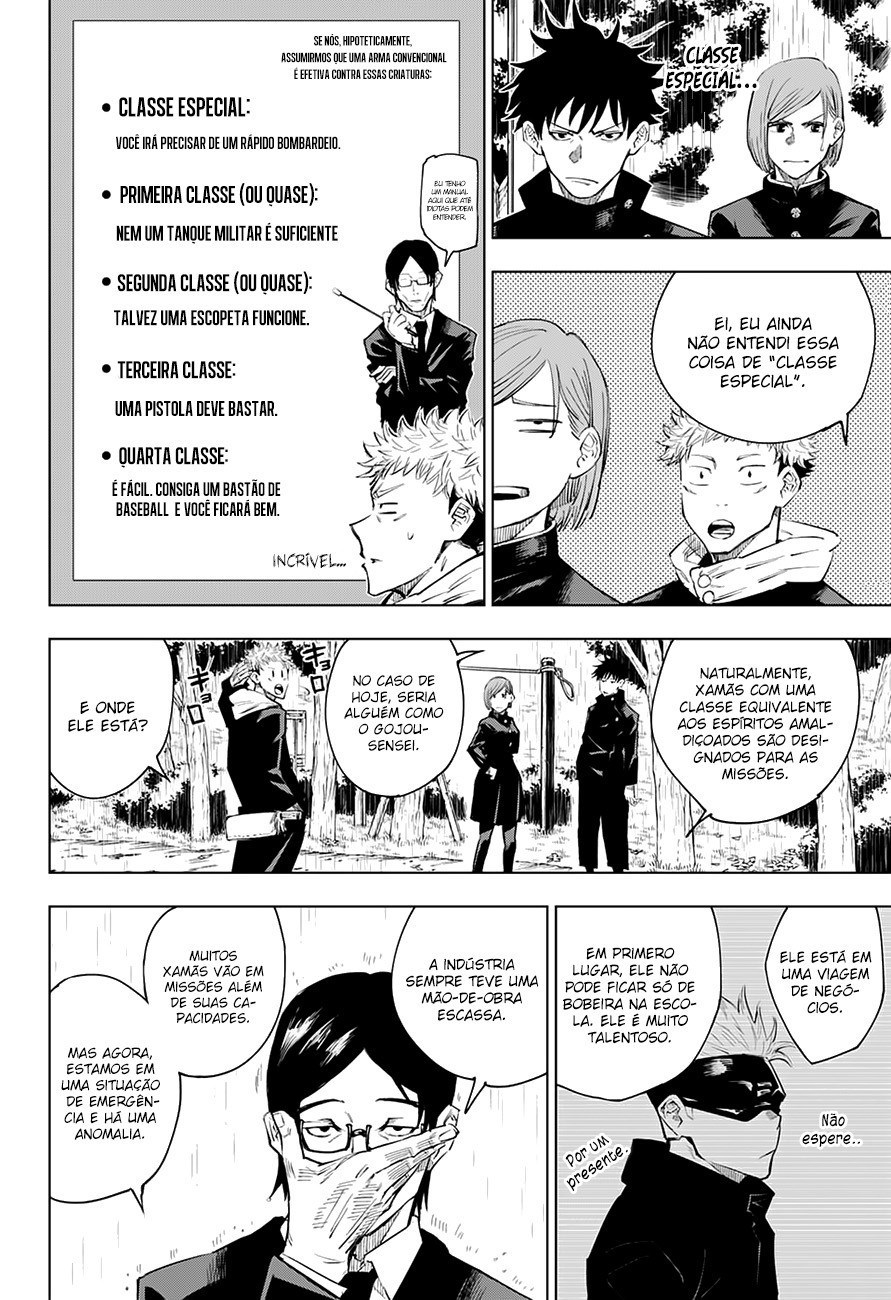 CLASSE
ESPECIAL...
EI, EU AINDA
NÃO ENTENDI ESSA
COISA DE "CLASSE
ESPECIAL".
SE NÓS, HIPOTETICAMENTE,
ASSUMIRMOS QUE UMA ARMA CONVENCIONAL
É EFETIVA CONTRA ESSAS CRIATURAS:
• CLASSE ESPECIAL:
VOCÊ IRÁ PRECISAR DE UM RÁPIDO BOMBARDEIO.
• PRIMEIRA CLASSE (OU QUASE):
NEM UM TANQUE MILITAR É SUFICIENTE
• SEGUNDA CLASSE (OU QUASE):
TALVEZ UMA ESCOPETA FUNCIONE.
• TERCEIRA CLASSE:
UMA PISTOLA DEVE BASTAR.
• QUARTA CLASSE:
É FÁCIL. CONSIGA UM BASTÃO DE
BASEBALL E VOCÊ FICARÁ BEM.
EU TENHO
UM MANUAL
AQUI QUE ATÉ
IDIOTAS PODEM
ENTENDER.
INCRÍVEL...
NATURALMENTE,
XAMÃS COM UMA
CLASSE EQUIVALENTE
AOS ESPÍRITOS AMAL-
DIÇOADOS SÃO DESI-
GNADOS PARA AS
MISSÕES.
NO CASO DE
HOJE, SERIA
ALGUÉM COMO
O GOJOU-
SENSEI.
キョロ
キョロ
E ONDE
ELE ESTÁ?
ELE ESTÁ EM
UMA VIAGEM
DE NEGÓ-
CIOS.
EM PRIMERO
LUGAR, ELE NÃO
PODE FICAR SÓ DE
BOBEIRA NA ESCO-
LA. ELE É MUITO
TALENTOSO.
Não
espere..
Por um
presente.
A INDÚSTRIA
SEMPRE TEVE UMA
MÃO-DE-OBRA
ESCASSA.
MUITOS
XAMÃS VÃO EM
MISSÕES ALÉM
DE SUAS CA-
PACIDADES.
MAS AGORA,
ESTAMOS EM
UMA SITUAÇÃO
DE EMERGÊN-
CIA E HÁ UMA
ANOMALIA.